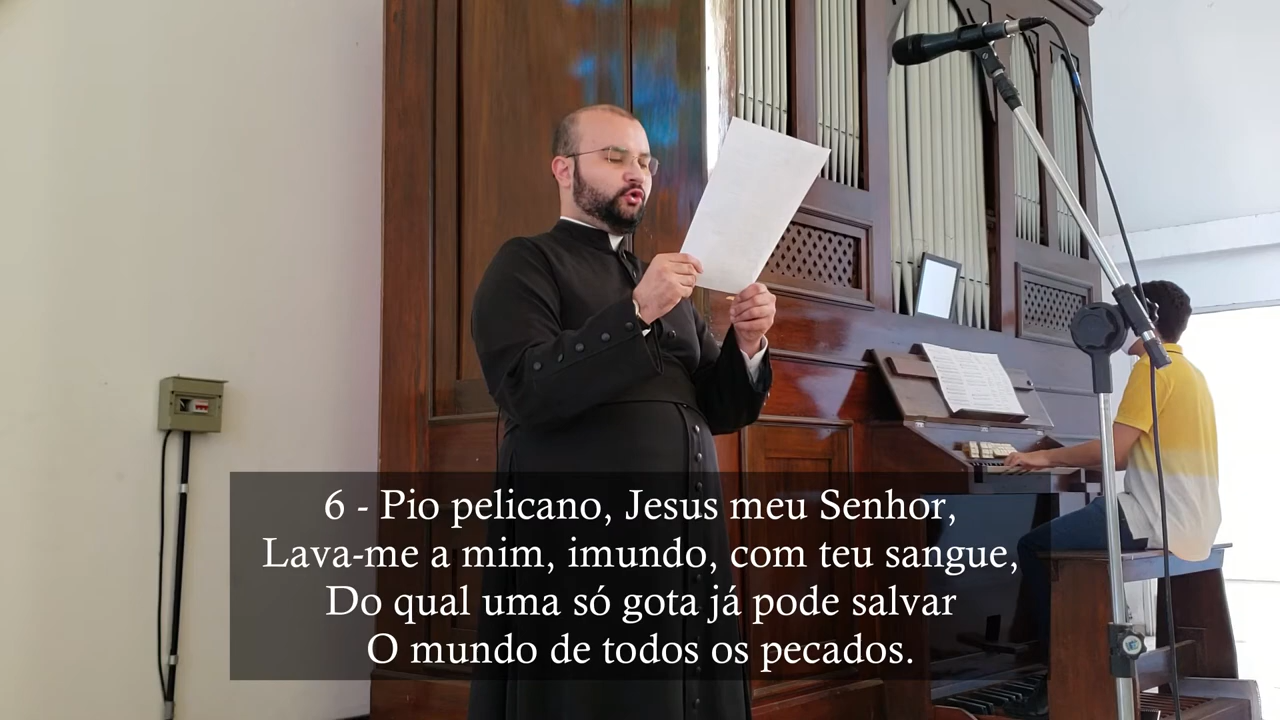 6 - Pio pelicano, Jesus meu Senhor,
Lava-me a mim, imundo, com teu sangue,
Do qual uma só gota já pode salvar
O mundo de todos os pecados.